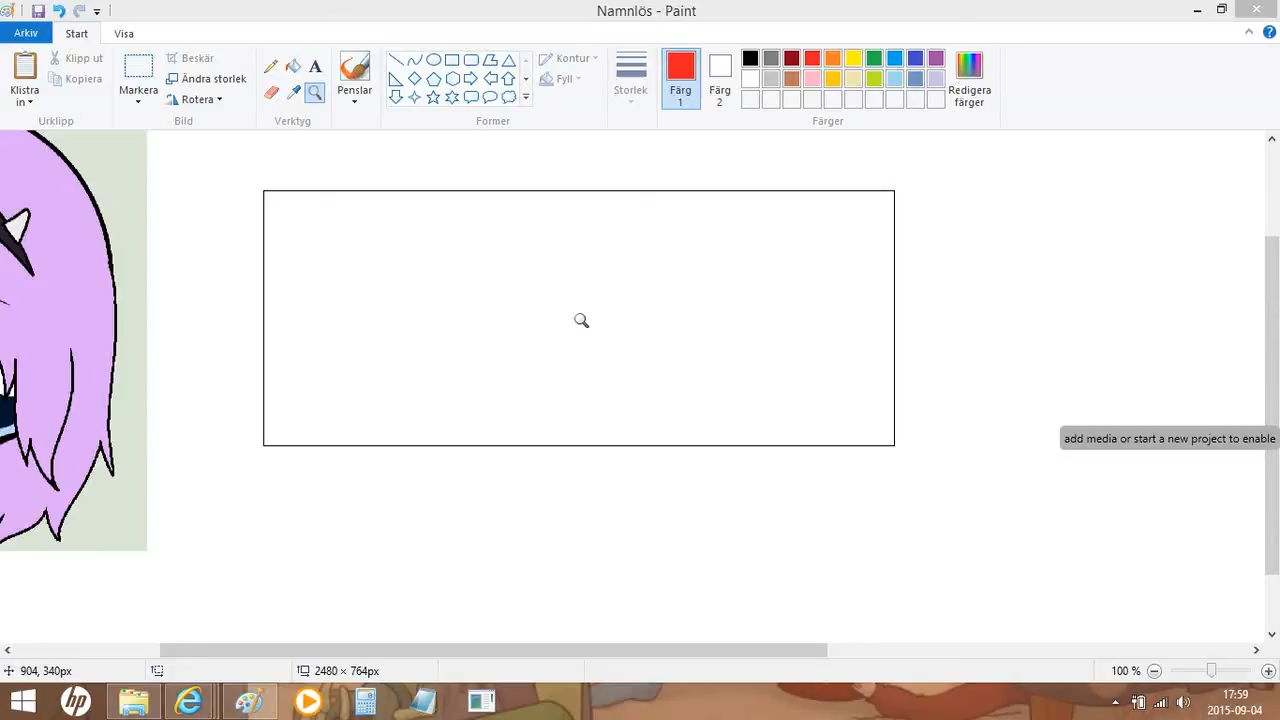 Namnlös - Paint
Arkiv
Start
Visa
Klistra in
Klipp ut
Kopiera
Urklipp
Markera
Beskär
Ändra storlek
Rotera
Bild
A
Verktyg
Penslar
Former
Kontur
Fyll
Storlek
Färg 1
Färg 2
Färger
Redigera färger
add media or start a new project to enable
904, 340px
2480 × 764px
100 %
hp
17:59
2015-09-04